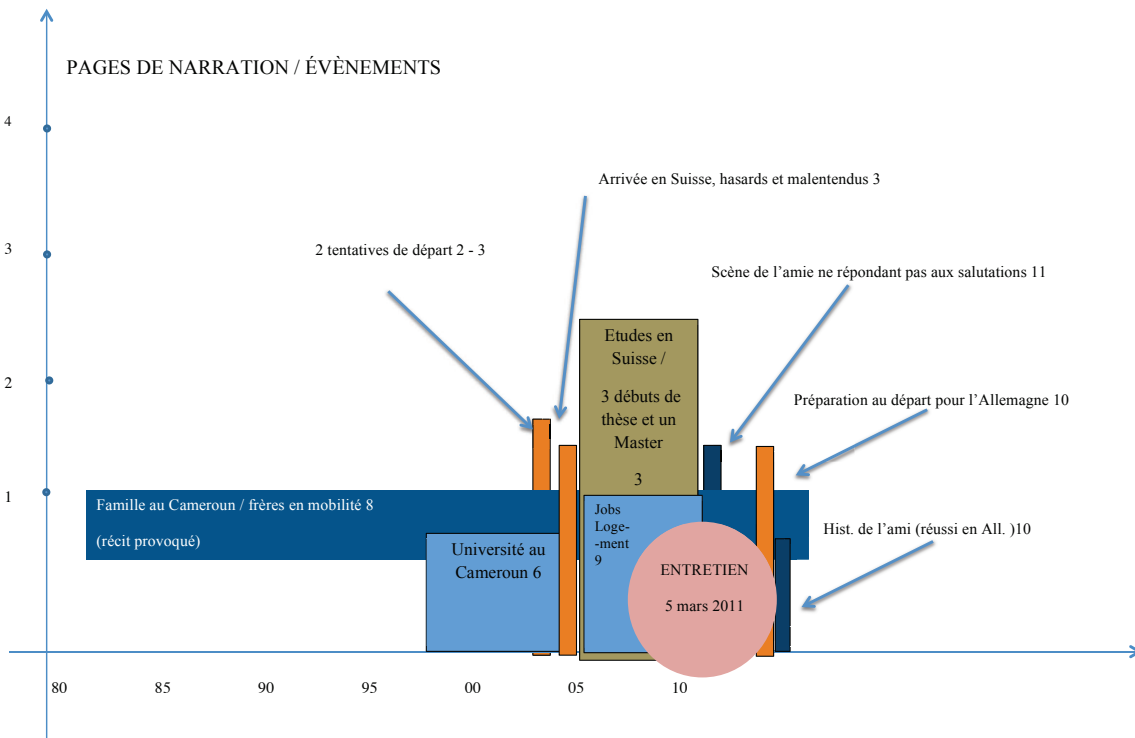 PAGES DE NARRATION / ÉVÈNEMENTS
4
Arrivée en Suisse, hasards et malentendus 3
3
2 tentatives de départ 2 - 3
Scène de l’amie ne répondant pas aux salutations 11
Etudes en
Suisse /
3 débuts de
thèse et un
Master
3
2
Préparation au départ pour l’Allemagne 10
1
Famille au Cameroun / frères en mobilité 8
(récit provoqué)
Jobs
Loge-
-ment
9
Université au
Cameroun 6
Hist. de l’ami (réussi en All. )10
ENTRETIEN
5 mars 2011
80 85 90 95 00 05 10